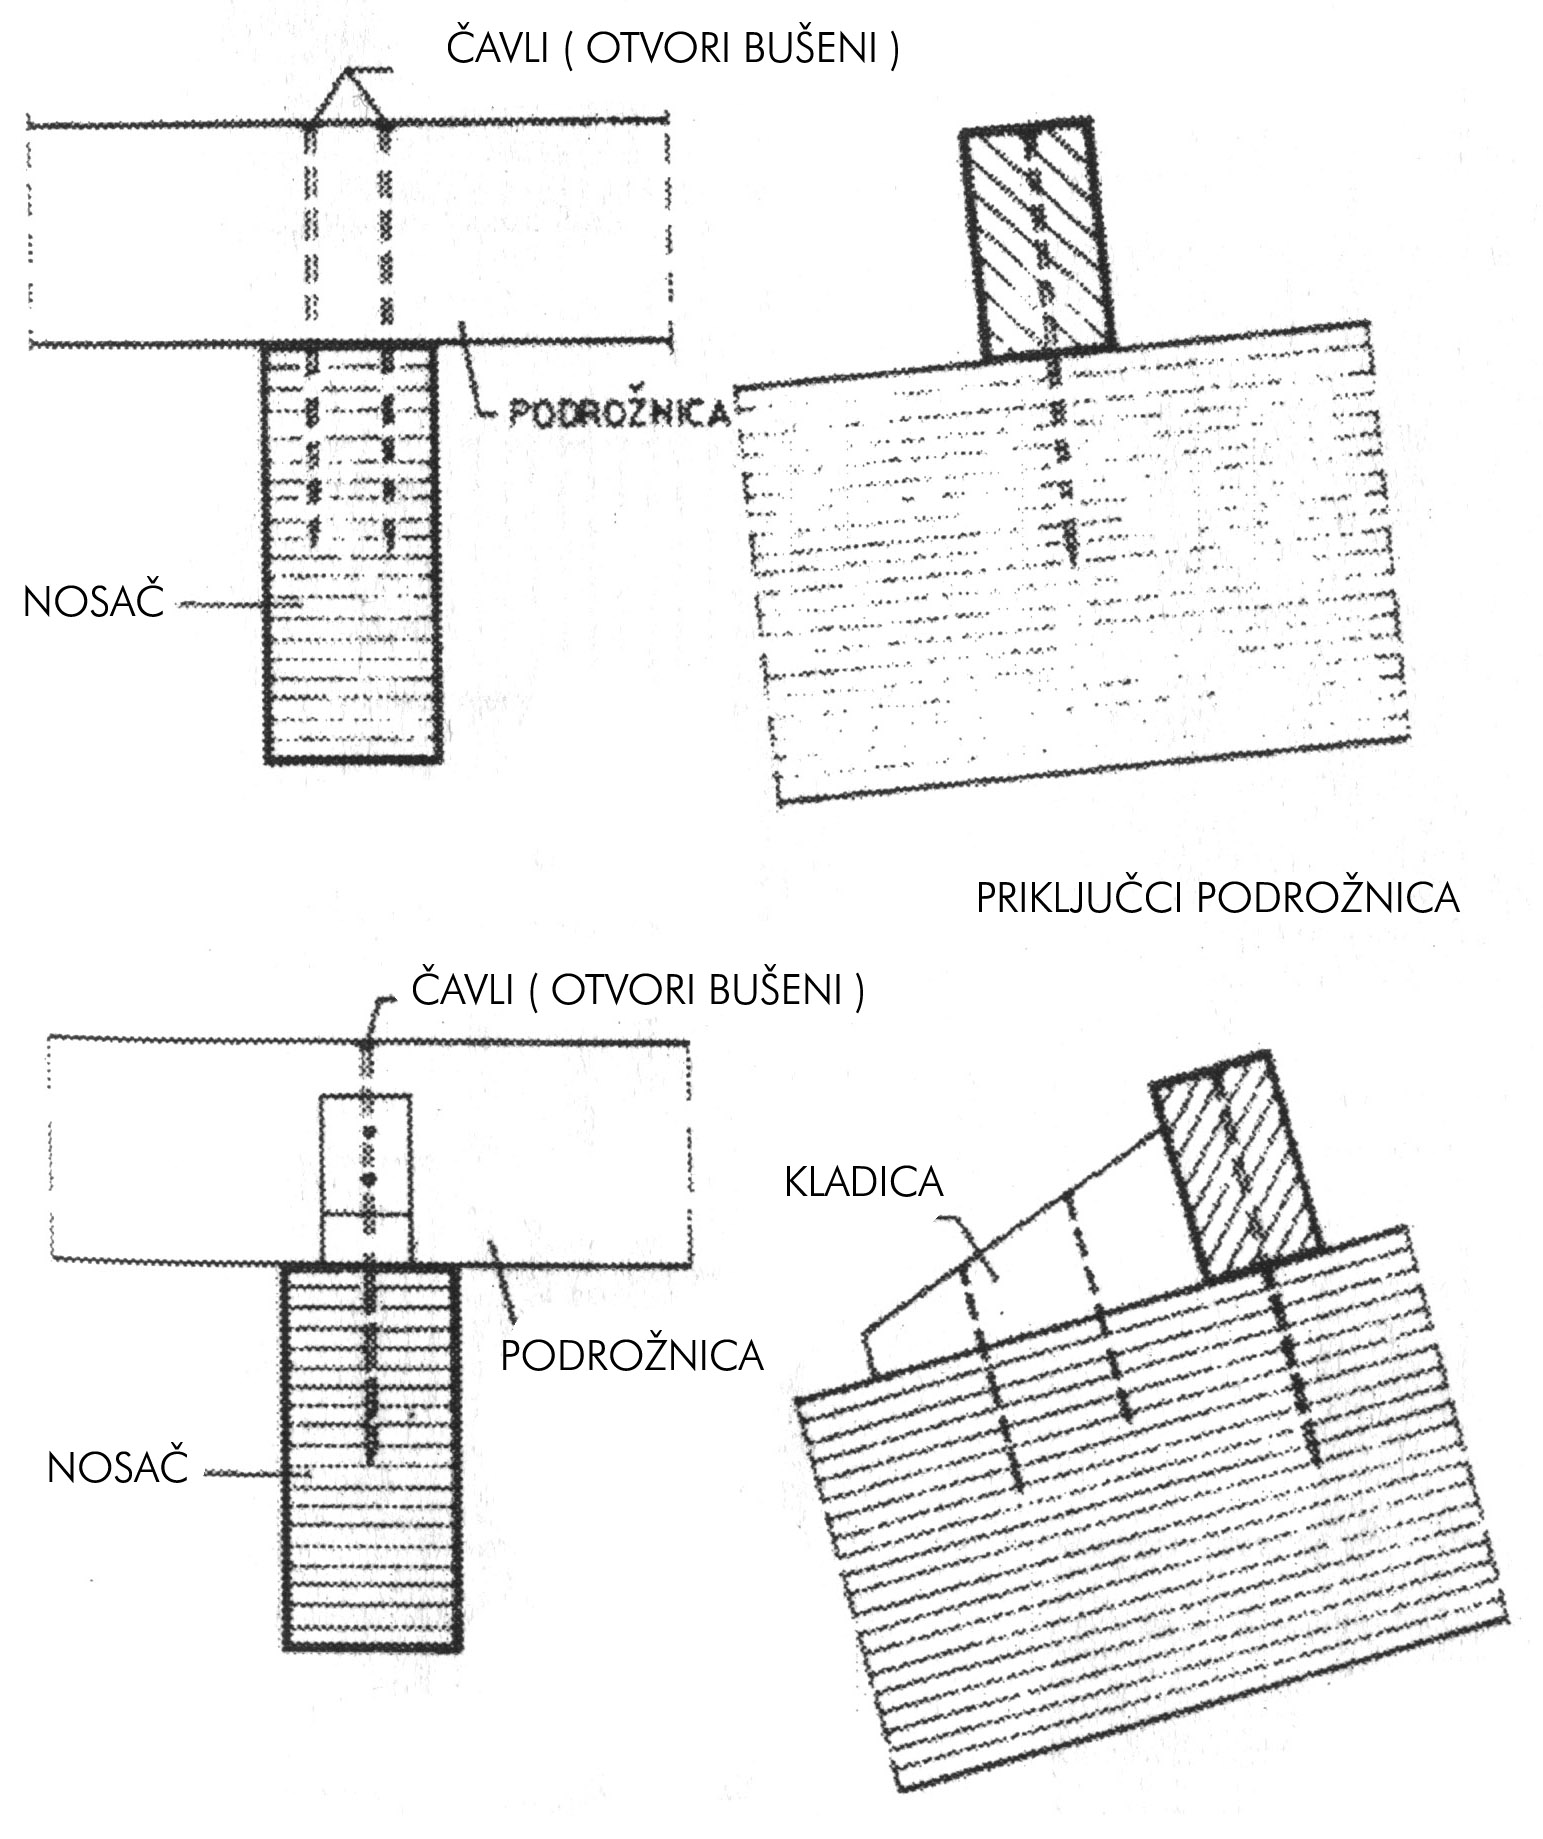 ČAVLI ( OTVORI BUŠENI )
PODROŽNICA
NOSAČ
PRIKLJUČCI PODROŽNICA
ČAVLI ( OTVORI BUŠENI )
KLADICA
PODROŽNICA
NOSAČ